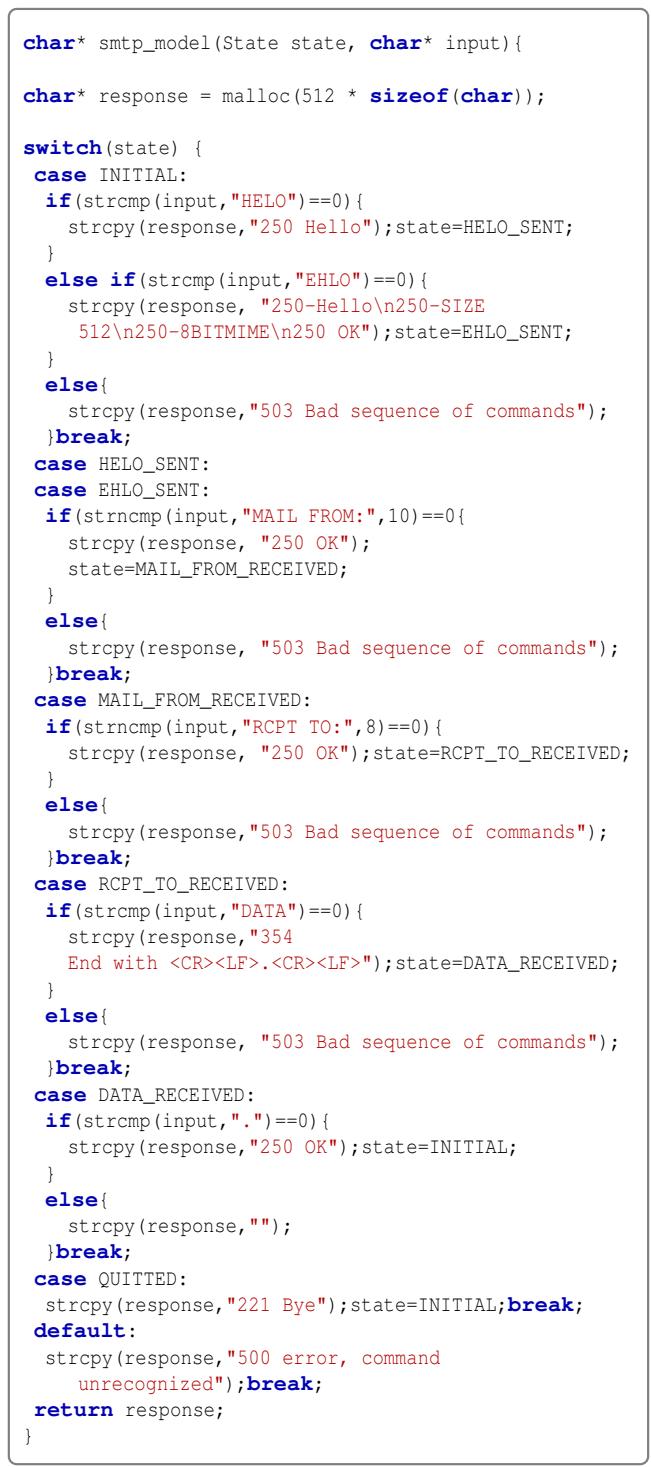 char* smtp_model(State state, char* input){
char* response = malloc(512 * sizeof(char));
switch(state) {
case INITIAL:
if(strcmp(input,"HELO")==0){
strcpy(response,"250 Hello");state=HELO_SENT;
}
else if(strcmp(input,"EHLO")==0){
strcpy(response, "250-Hello\n250-SIZE
512\n250-8BITMIME\n250 OK");state=EHLO_SENT;
}
else{
strcpy(response,"503 Bad sequence of commands");
}break;
case HELO_SENT:
case EHLO_SENT:
if(strncmp(input,"MAIL FROM:",10)==0{
strcpy(response, "250 OK");
state=MAIL_FROM_RECEIVED;
}
else{
strcpy(response, "503 Bad sequence of commands");
}break;
case MAIL_FROM_RECEIVED:
if(strncmp(input,"RCPT TO:",8)==0){
strcpy(response, "250 OK");state=RCPT_TO_RECEIVED;
}
else{
strcpy(response,"503 Bad sequence of commands");
}break;
case RCPT_TO_RECEIVED:
if(strcmp(input,"DATA")==0){
strcpy(response,"354
End with <CR><LF>.<CR><LF>");state=DATA_RECEIVED;
}
else{
strcpy(response, "503 Bad sequence of commands");
}break;
case DATA_RECEIVED:
if(strcmp(input,".")==0){
strcpy(response,"250 OK");state=INITIAL;
}
else{
strcpy(response,"");
}break;
case QUITTED:
strcpy(response,"221 Bye");state=INITIAL;break;
default:
strcpy(response,"500 error, command
unrecognized");break;
return response;
}